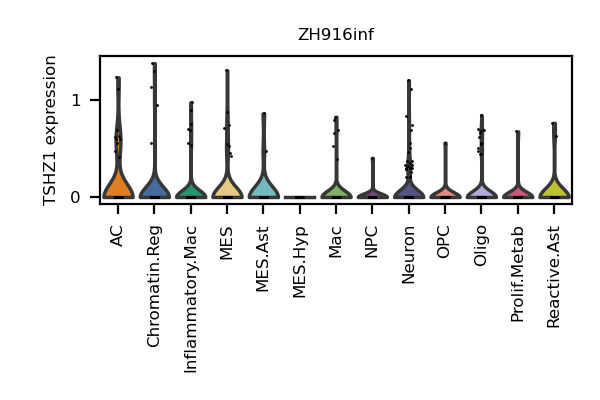 ZH916inf
TSHZ1 expression
1
0
AC
Chromatin.Reg
Inflammatory.Mac
MES
MES.Ast
MES.Hyp
Mac
NPC
Neuron
OPC
Oligo
Prolif.Metab
Reactive.Ast